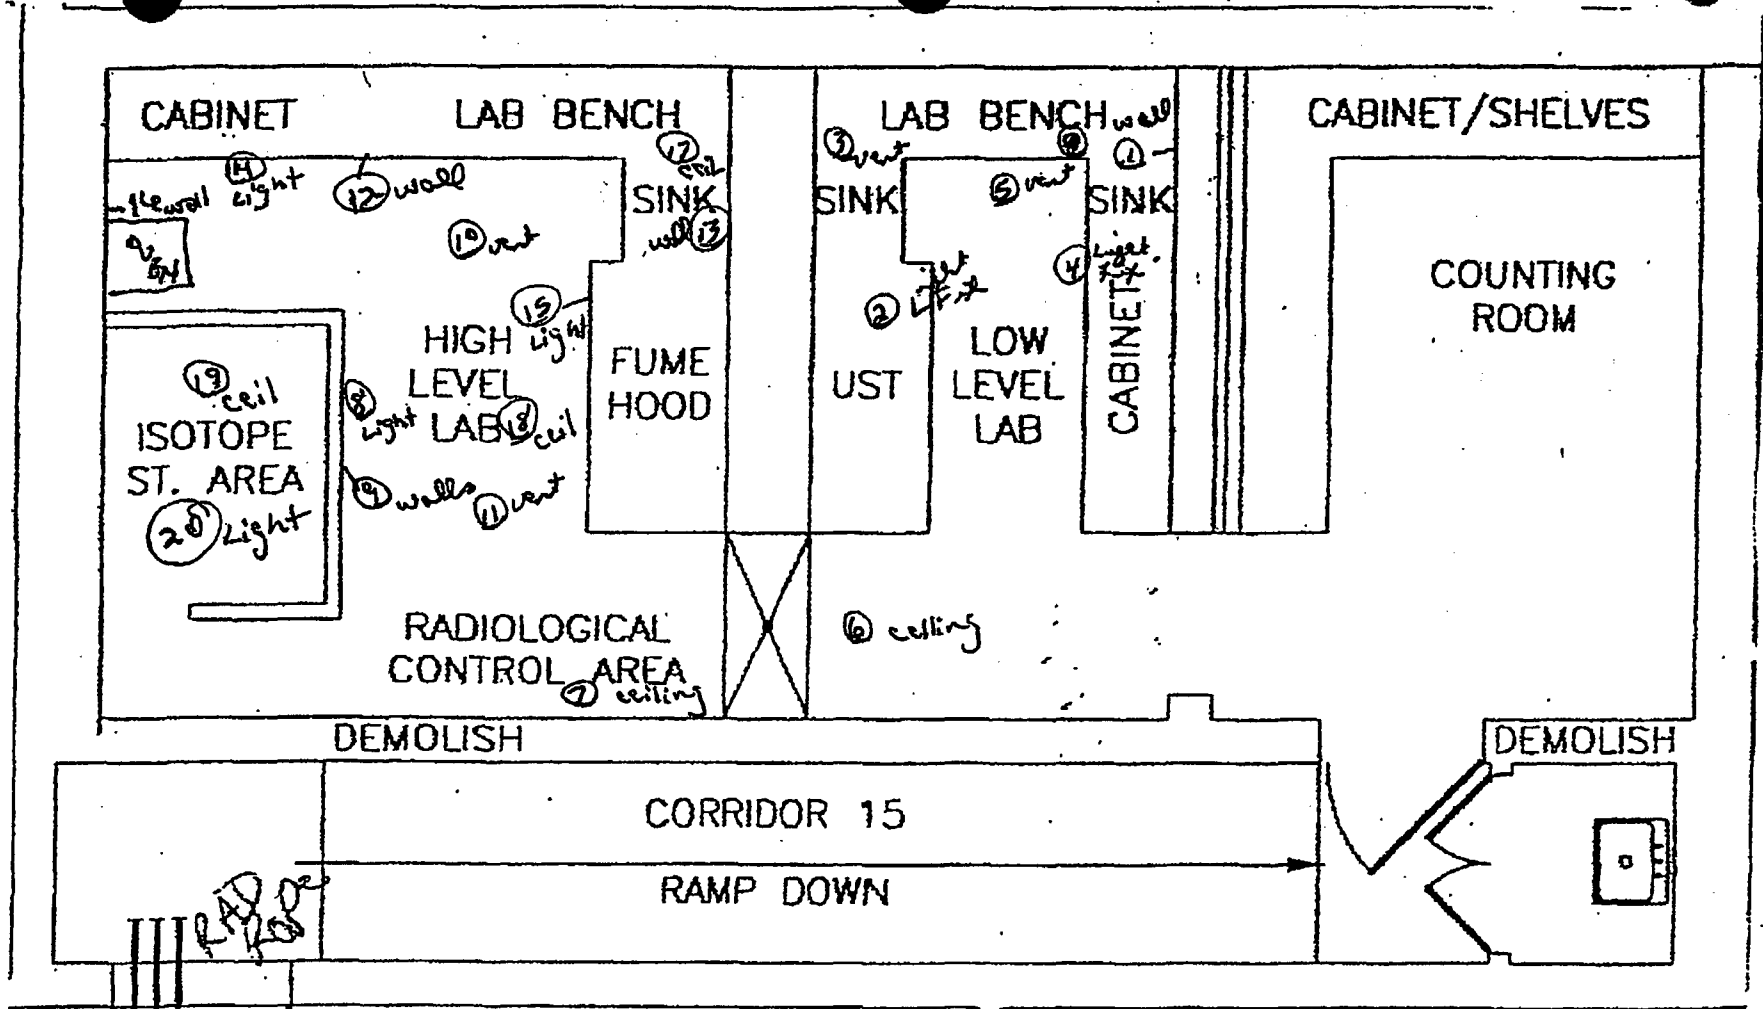 CABINET
LAB BENCH
LAB BENCH
wall
CABINET/SHELVES
17
ceil
3
vent
1
14
Light
12 wall
SINK
SINK
5 vent
SINK
16 wall
10 vent
wall 13
4 Light
Fix
COUNTING
ROOM
15
Light
2
HIGH
LEVEL
LAB
FUME
HOOD
UST
LOW
LEVEL
LAB
CABINET
19
ceil
8
Light
18
ceil
ISOTOPE
ST. AREA
20 Light
9 walls
11 vent
RADIOLOGICAL
CONTROL AREA
7 ceiling
6 ceiling
DEMOLISH
DEMOLISH
CORRIDOR 15
RAMP DOWN
RAD